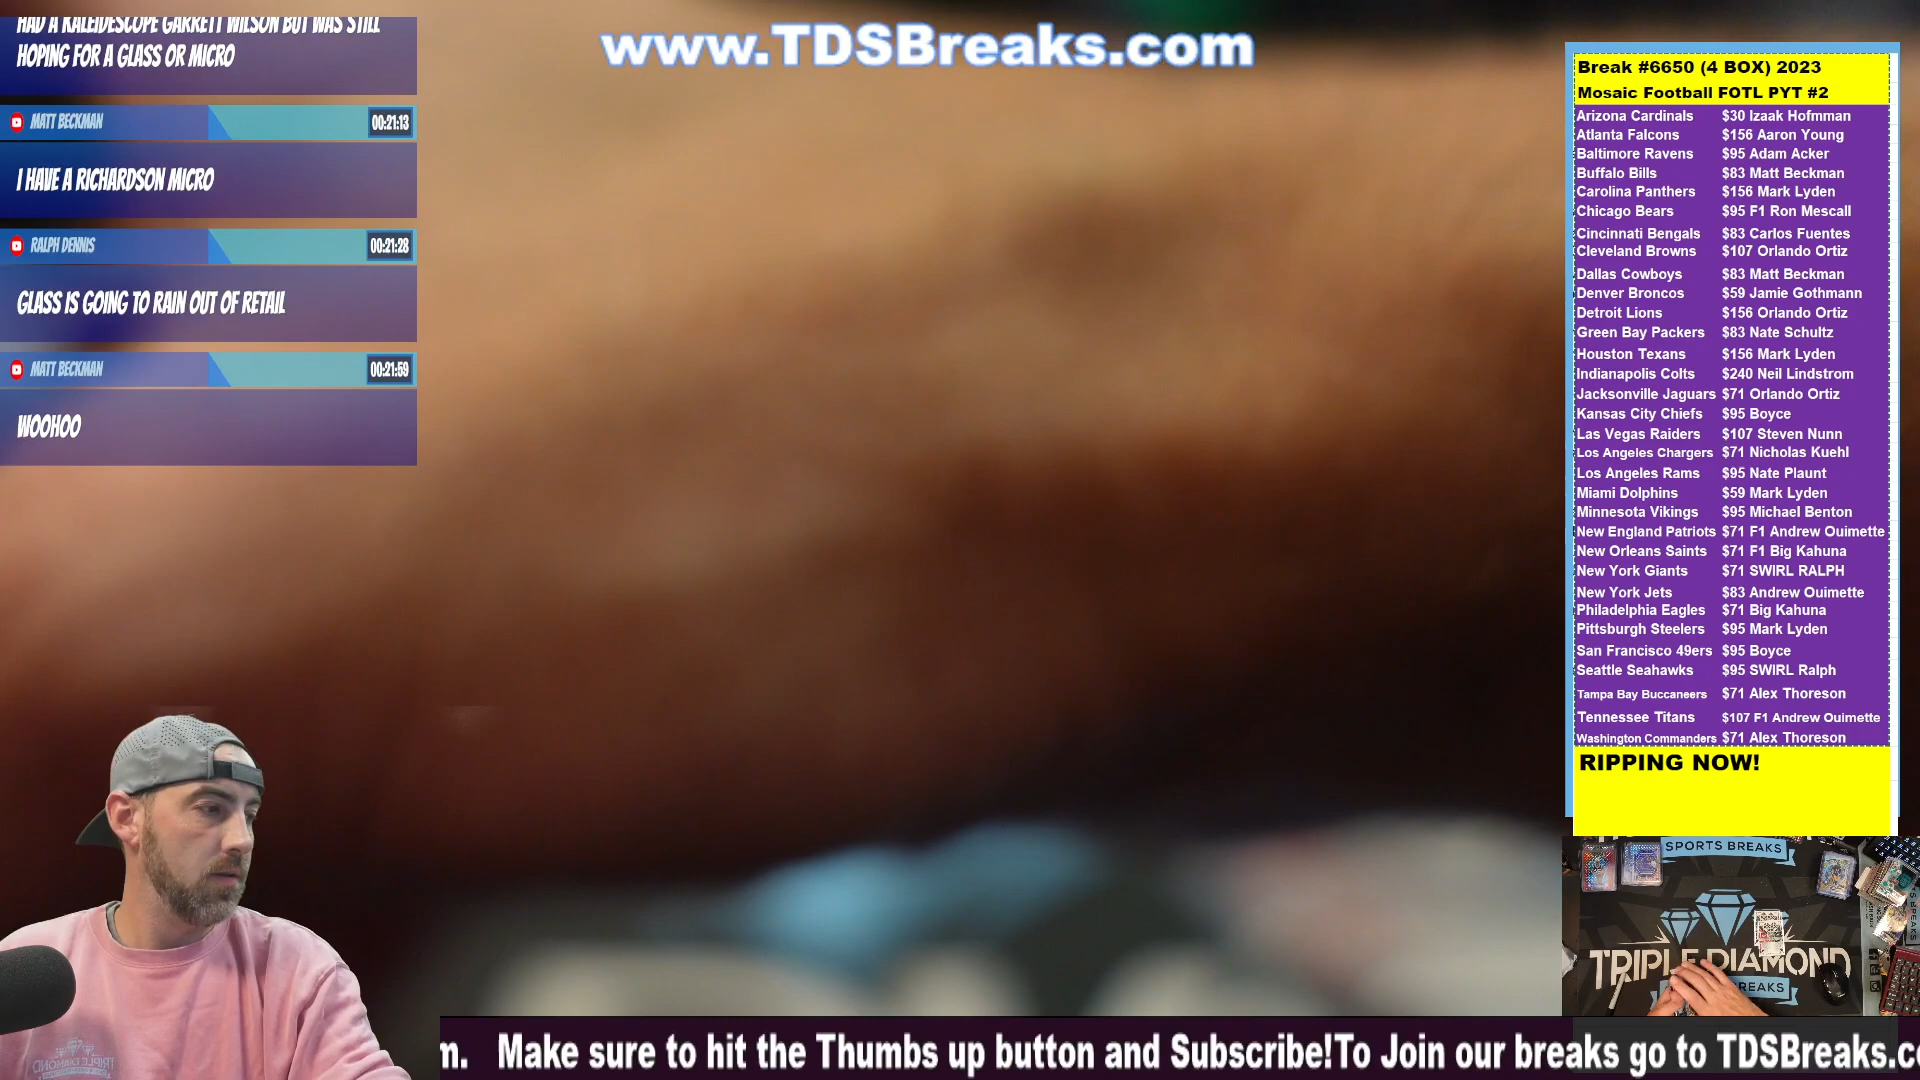 HAD A KALEIDESCOPE GARRETT WILSON BUT WAS STILL
HOPING FOR A GLASS OR MICRO
MATT BECKMAN 00:21:13
I HAVE A RICHARDSON MICRO
RALPH DENNIS 00:21:28
GLASS IS GOING TO RAIN OUT OF RETAIL
MATT BECKMAN 00:21:59
WOOHOO
www.TDSBreaks.com
Break #6650 (4 BOX) 2023
Mosaic Football FOTL PYT #2
Arizona Cardinals $30 Izaak Hofmman
Atlanta Falcons $156 Aaron Young
Baltimore Ravens $95 Adam Acker
Buffalo Bills $83 Matt Beckman
Carolina Panthers $156 Mark Lyden
Chicago Bears $95 F1 Ron Mescall
Cincinnati Bengals $83 Carlos Fuentes
Cleveland Browns $107 Orlando Ortiz
Dallas Cowboys $83 Matt Beckman
Denver Broncos $59 Jamie Gothmann
Detroit Lions $156 Orlando Ortiz
Green Bay Packers $83 Nate Schultz
Houston Texans $156 Mark Lyden
Indianapolis Colts $240 Neil Lindstrom
Jacksonville Jaguars $71 Orlando Ortiz
Kansas City Chiefs $95 Boyce
Las Vegas Raiders $107 Steven Nunn
Los Angeles Chargers $71 Nicholas Kuehl
Los Angeles Rams $95 Nate Plaunt
Miami Dolphins $59 Mark Lyden
Minnesota Vikings $95 Michael Benton
New England Patriots $71 F1 Andrew Ouimette
New Orleans Saints $71 F1 Big Kahuna
New York Giants $71 SWIRL RALPH
New York Jets $83 Andrew Ouimette
Philadelphia Eagles $71 Big Kahuna
Pittsburgh Steelers $95 Mark Lyden
San Francisco 49ers $95 Boyce
Seattle Seahawks $95 SWIRL Ralph
Tampa Bay Buccaneers $71 Alex Thoreson
Tennessee Titans $107 F1 Andrew Ouimette
Washington Commanders $71 Alex Thoreson
RIPPING NOW!
SPORTS BREAKS
TRIPLE DIAMOND
BREAKS
m. Make sure to hit the Thumbs up button and Subscribe!To Join our breaks go to TDSBreaks.c